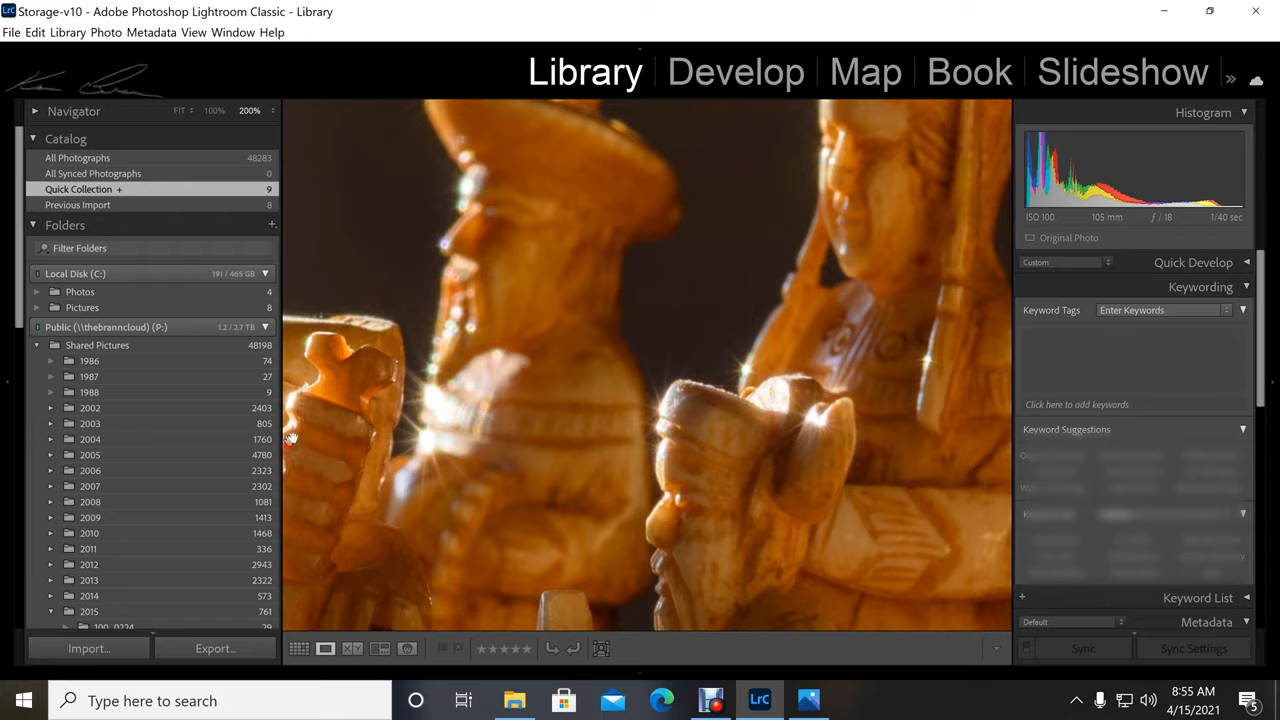 Storage-v10 - Adobe Photoshop Lightroom Classic - Library
File Edit Library Photo Metadata View Window Help
Library Develop Map Book Slideshow »
Navigator FIT 100% 200%
Catalog
All Photographs 48283
All Synced Photographs 0
Quick Collection + 9
Previous Import 8
Folders +
Filter Folders
Local Disk (C:) 191 / 465 GB
Photos 4
Pictures 8
Public (\\thebranncloud) (P:) 1.2 / 2.7 TB
Shared Pictures 48198
1986 74
1987 27
1988 9
2002 2403
2003 805
2004 1760
2005 4780
2006 2323
2007 2302
2008 1081
2009 1413
2010 1468
2011 336
2012 2943
2013 2322
2014 573
2015 761
100_0224 29
Import... Export...
XY
Histogram
ISO 100 105 mm ƒ / 18 1/40 sec
Original Photo
Custom Quick Develop
Keywording
Keyword Tags Enter Keywords
Click here to add keywords
Keyword Suggestions
+ Keyword List
Default Metadata
Sync Sync Settings
Type here to search
LrC
8:55 AM
4/15/2021
5